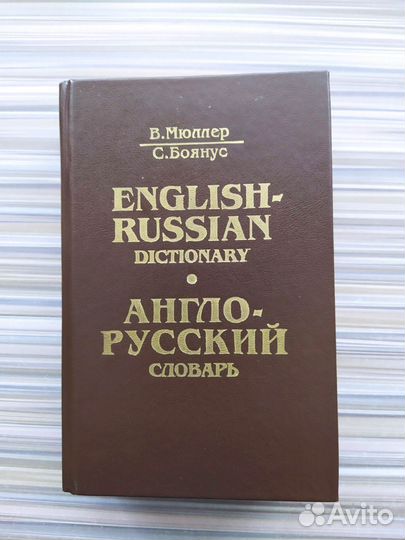 В. Мюллер
С. Боянус
ENGLISH-
RUSSIAN
DICTIONARY
•
АНГЛО-
РУССКИЙ
СЛОВАРЬ
Avito